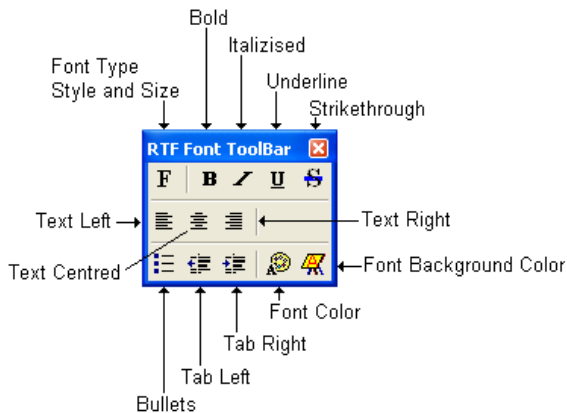 Bold
Italizised
Font Type
Style and Size
Underline
Strikethrough
RTF Font ToolBar
F B I U S
Text Left
Text Right
Text Centred
A A
Font Background Color
Font Color
Tab Right
Tab Left
Bullets